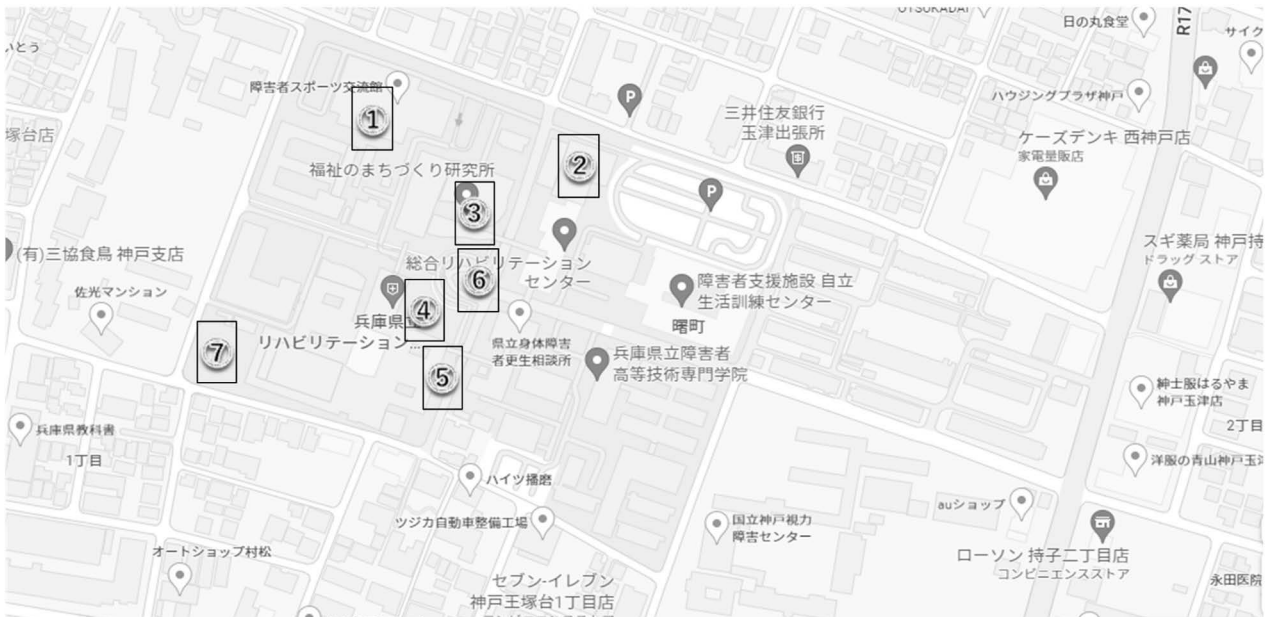 OTSUKADAI
日の丸食堂
R17
サイク
いとう
障害者スポーツ交流館
ハウジングプラザ神戸
①
P
三井住友銀行
玉津出張所
塚台店
ケーズデンキ 西神戸店
家電量販店
②
福祉のまちづくり研究所
P
③
(有)三協食鳥 神戸支店
総合リハビリテーション
センター
スギ薬局 神戸持
ドラッグ ストア
⑥
障害者支援施設 自立
生活訓練センター
佐光マンション
④
兵庫県立
リハビリテーション...
曙町
県立身体障害
者更生相談所
⑦
兵庫県立障害者
高等技術専門学院
⑤
紳士服はるやま
神戸玉津店
2丁目
兵庫県教科書
1丁目
洋服の青山神戸玉津
ハイツ播磨
auショップ
ツジカ自動車整備工場
国立神戸視力
障害センター
オートショップ村松
ローソン 持子二丁目店
コンビニエンスストア
セブン-イレブン
神戸王塚台1丁目店
永田医院